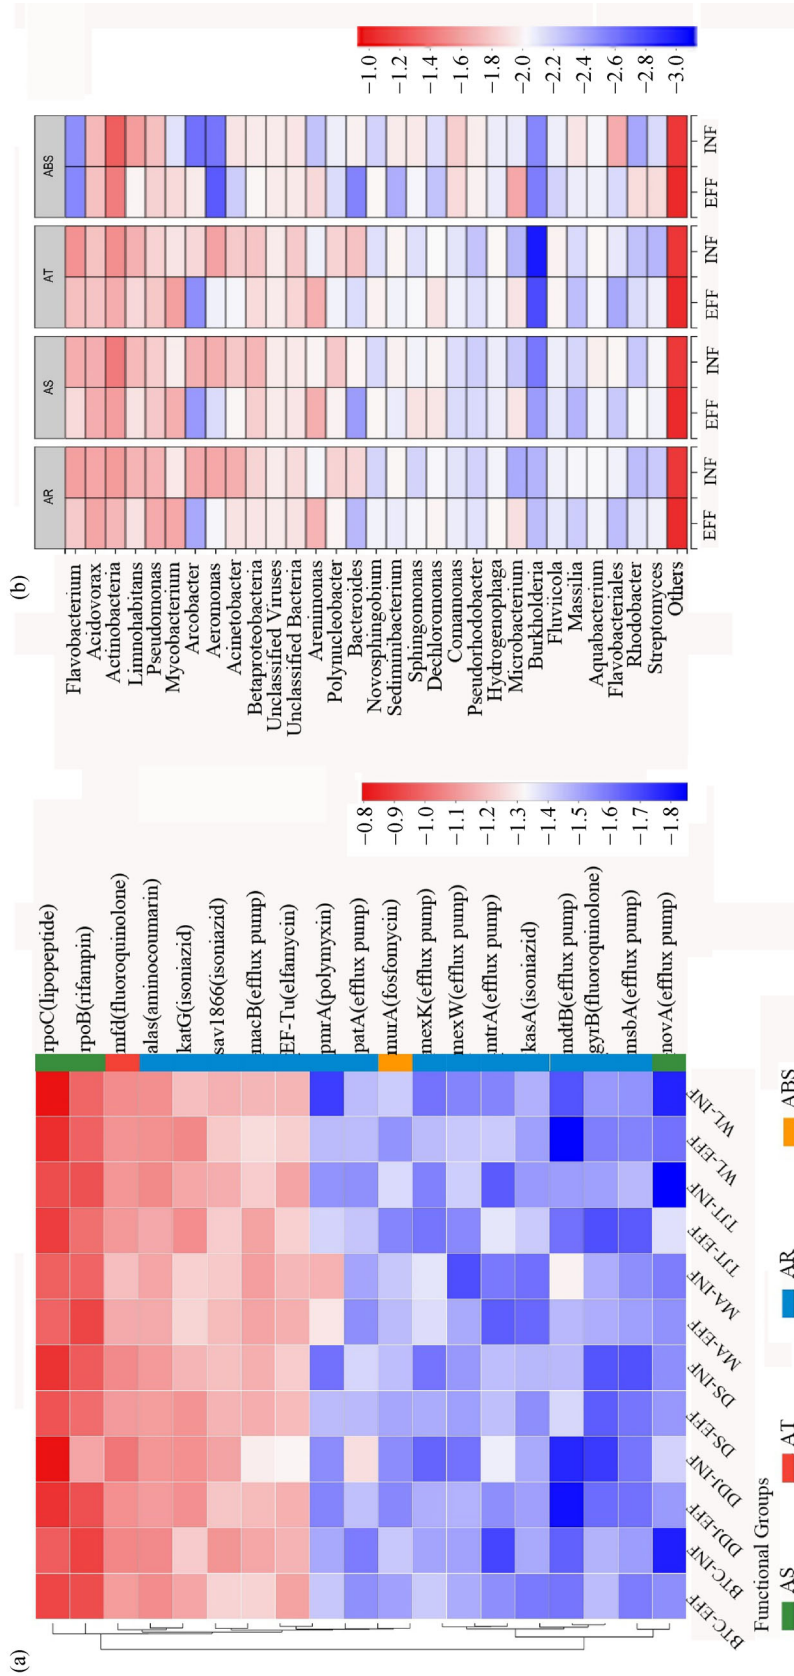 (a)
rpoC(lipopeptide)
rpoB(rifampin)
mfd(fluoroquinolone)
alas(aminocoumarin)
katG(isoniazid)
sav1866(isoniazid)
macB(efflux pump)
EF-Tu(elfamycin)
pmrA(polymyxin)
patA(efflux pump)
murA(fosfomycin)
mexK(efflux pump)
mexW(efflux pump)
mtrA(efflux pump)
kasA(isoniazid)
mdtB(efflux pump)
gyrB(fluoroquinolone)
msbA(efflux pump)
novA(efflux pump)
BTC-EFF
BTC-INF
DDJ-EFF
DDJ-INF
DS-EFF
DS-INF
MA-EFF
MA-INF
TJT-EFF
TJT-INF
WL-EFF
WL-INF
Functional Groups
AS
AT
AR
ABS
−0.8
−0.9
−1.0
−1.1
−1.2
−1.3
−1.4
−1.5
−1.6
−1.7
−1.8
(b)
AR
AS
AT
ABS
Flavobacterium
Acidovorax
Actinobacteria
Limnohabitans
Pseudomonas
Mycobacterium
Arcobacter
Aeromonas
Acinetobacter
Betaproteobacteria
Unclassified Viruses
Unclassified Bacteria
Arenimonas
Polynucleobacter
Bacteroides
Novosphingobium
Sediminibacterium
Sphingomonas
Dechloromonas
Comamonas
Pseudorhodobacter
Hydrogenophaga
Microbacterium
Burkholderia
Fluviicola
Massilia
Aquabacterium
Flavobacteriales
Rhodobacter
Streptomyces
Others
EFF
INF
EFF
INF
EFF
INF
EFF
INF
−1.0
−1.2
−1.4
−1.6
−1.8
−2.0
−2.2
−2.4
−2.6
−2.8
−3.0